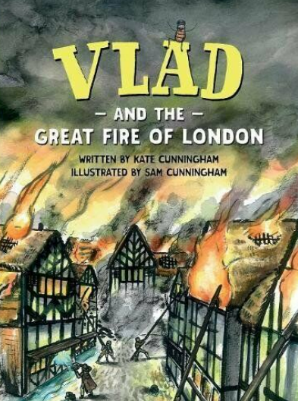 VLAD
– AND THE –
GREAT FIRE OF LONDON
WRITTEN BY KATE CUNNINGHAM
ILLUSTRATED BY SAM CUNNINGHAM